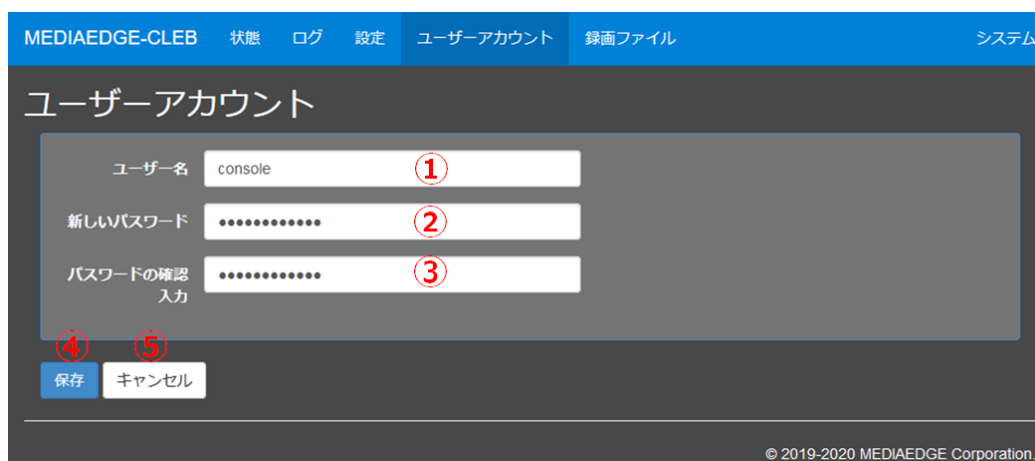 MEDIAEDGE-CLEB 状態 ログ 設定 ユーザーアカウント 録画ファイル システム
ユーザーアカウント
ユーザー名 console ①
新しいパスワード •••••••••••• ②
パスワードの確認 •••••••••••• ③
入力
④ ⑤
保存 キャンセル
© 2019-2020 MEDIAEDGE Corporation.